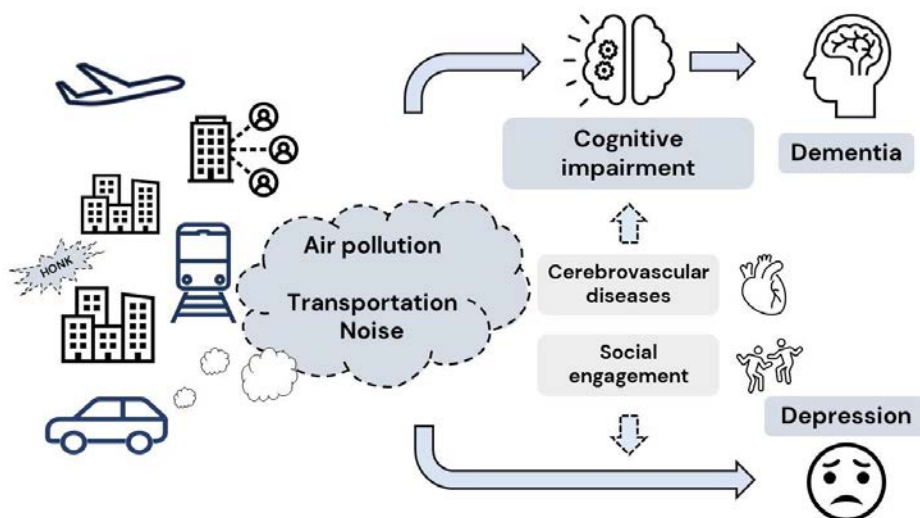 HONK
Air pollution
Transportation
Noise
Cognitive
impairment
Dementia
Cerebrovascular
diseases
Social
engagement
Depression